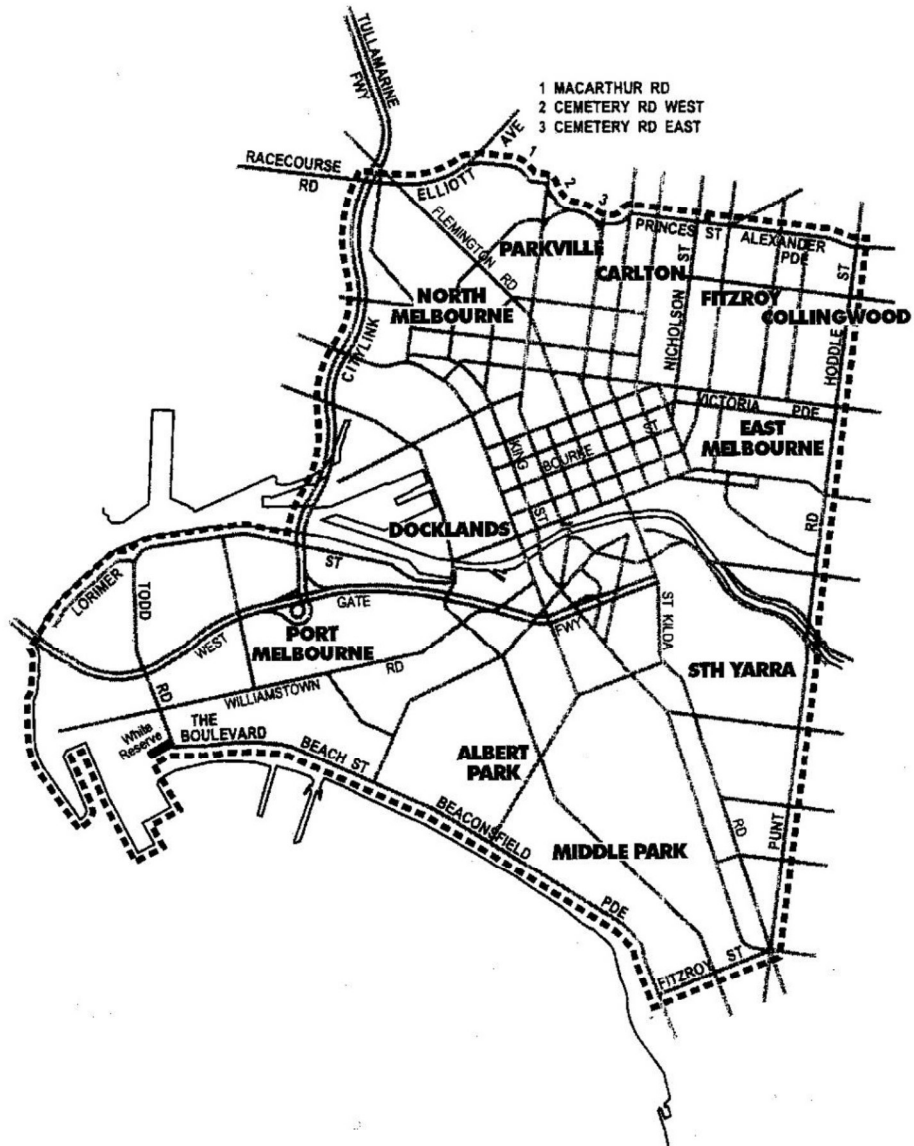 TULLAMARINE
FWY
1 MACARTHUR RD
2 CEMETERY RD WEST
3 CEMETERY RD EAST
AVE
1
RACECOURSE
RD
ELLIOTT
2
3
FLEMINGTON
RD
PARKVILLE
PRINCES ST
ALEXANDER
PDE
CARLTON
NICHOLSON
ST
FITZROY
COLLINGWOOD
HODDLE
ST
NORTH
MELBOURNE
CITYLINK
VICTORIA
PDE
EAST
MELBOURNE
KING
ST
BOURKE
ST
RD
DOCKLANDS
LORIMER
ST
TODD
RD
WEST
GATE
FWY
PORT
MELBOURNE
ST KILDA
RD
STH YARRA
WILLIAMSTOWN
RD
White
Reserve
THE
BOULEVARD
BEACH ST
ALBERT
PARK
BEACONSFIELD
PDE
MIDDLE PARK
PUNT
FITZROY ST